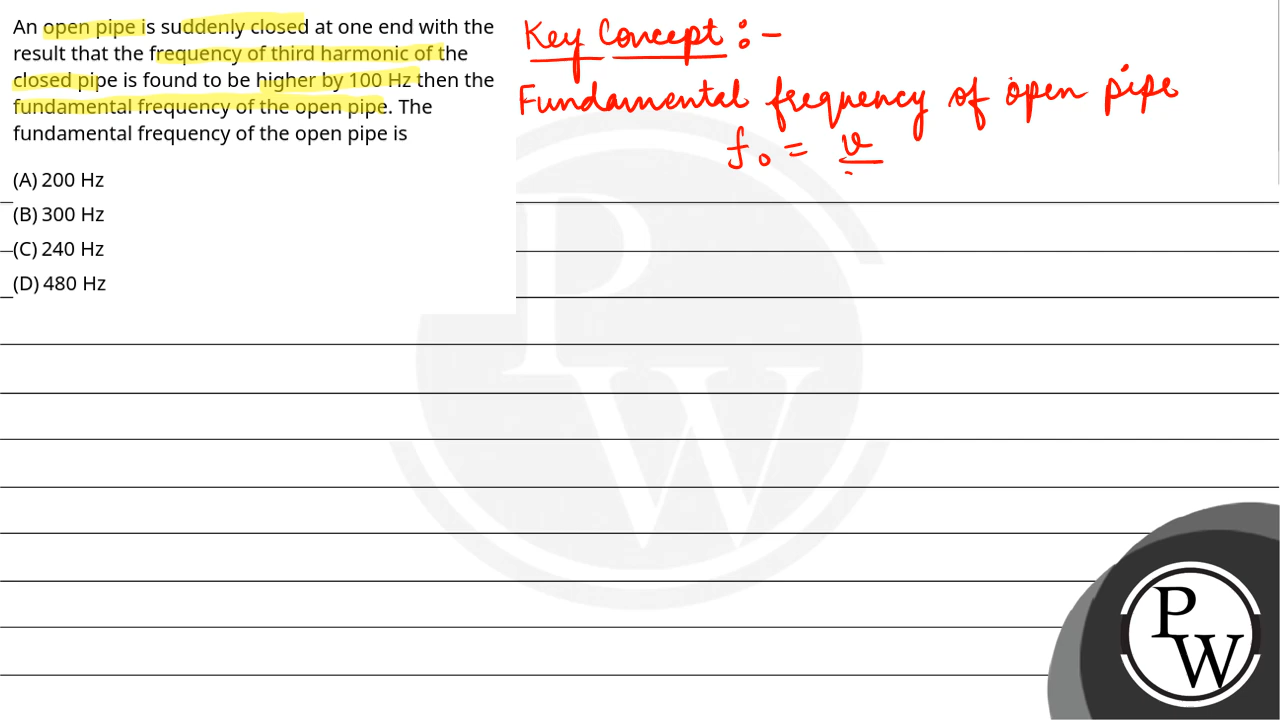 An open pipe is suddenly closed at one end with the
result that the frequency of third harmonic of the
closed pipe is found to be higher by 100 Hz then the
fundamental frequency of the open pipe. The
fundamental frequency of the open pipe is
(A) 200 Hz
(B) 300 Hz
(C) 240 Hz
(D) 480 Hz
Key Concept :-
Fundamental frequency of open pipe
f₀ = v
P
W
P
W